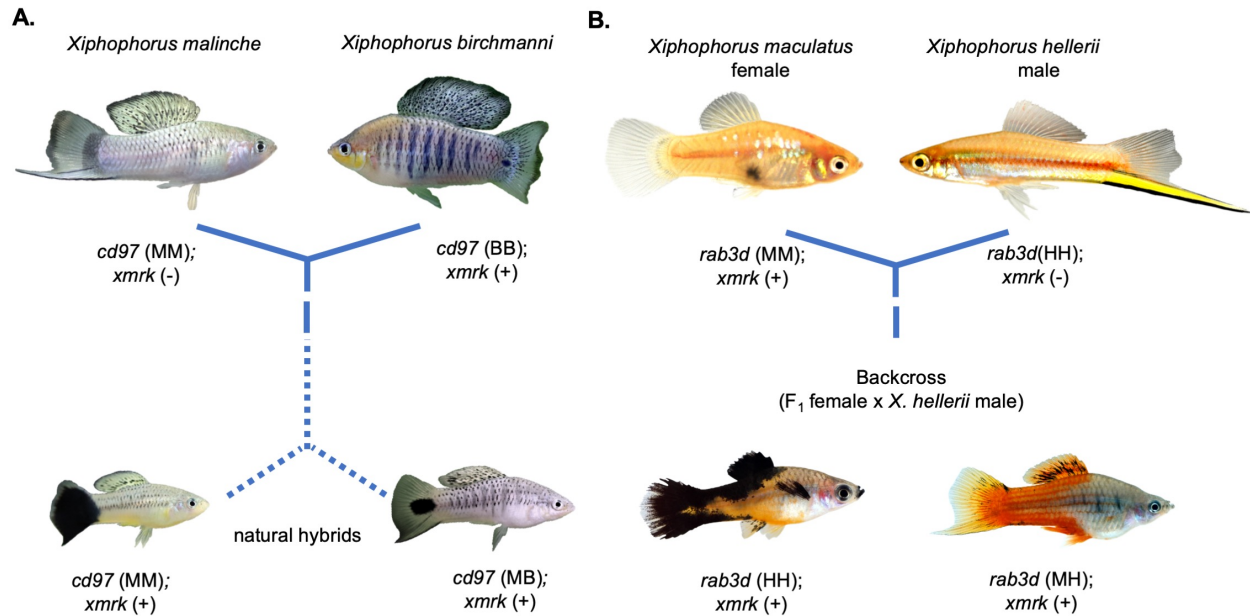 A.
Xiphophorus malinche
Xiphophorus birchmanni
cd97 (MM);
xmrk (-)
cd97 (BB);
xmrk (+)
natural hybrids
cd97 (MM);
xmrk (+)
cd97 (MB);
xmrk (+)
B.
Xiphophorus maculatus
female
Xiphophorus hellerii
male
rab3d (MM);
xmrk (+)
rab3d(HH);
xmrk (-)
Backcross
(F₁ female x X. hellerii male)
rab3d (HH);
xmrk (+)
rab3d (MH);
xmrk (+)